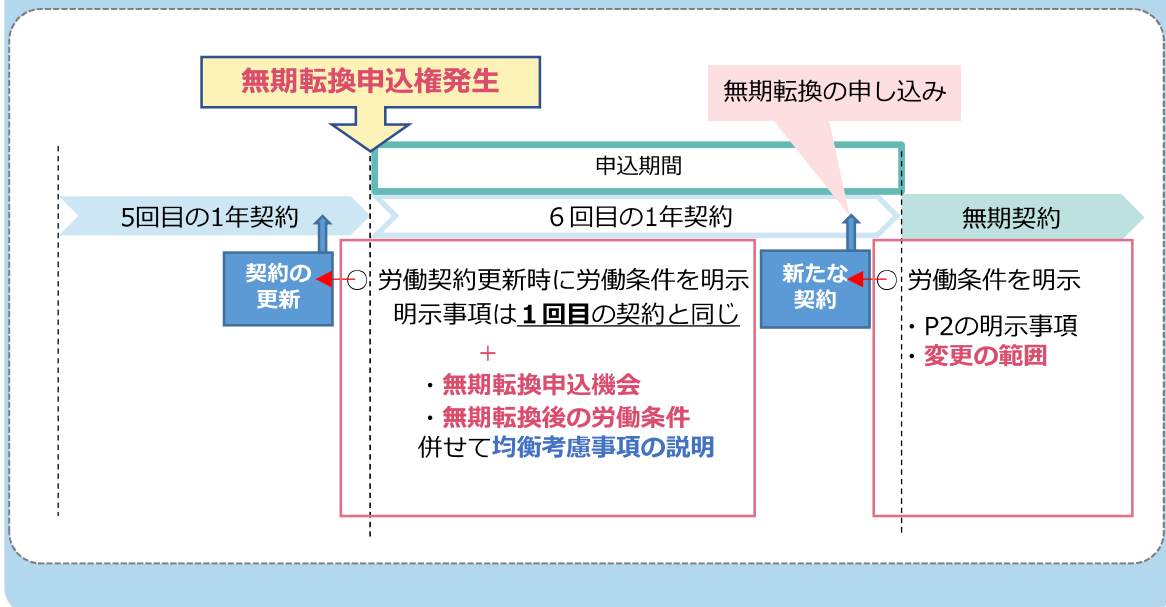 無期転換申込権発生
無期転換の申し込み
申込期間
5回目の1年契約
６回目の1年契約
無期契約
契約の
更新
○ 労働契約更新時に労働条件を明示
明示事項は１回目の契約と同じ
＋
・無期転換申込機会
・無期転換後の労働条件
併せて均衡考慮事項の説明
新たな
契約
○ 労働条件を明示
・P2の明示事項
・変更の範囲